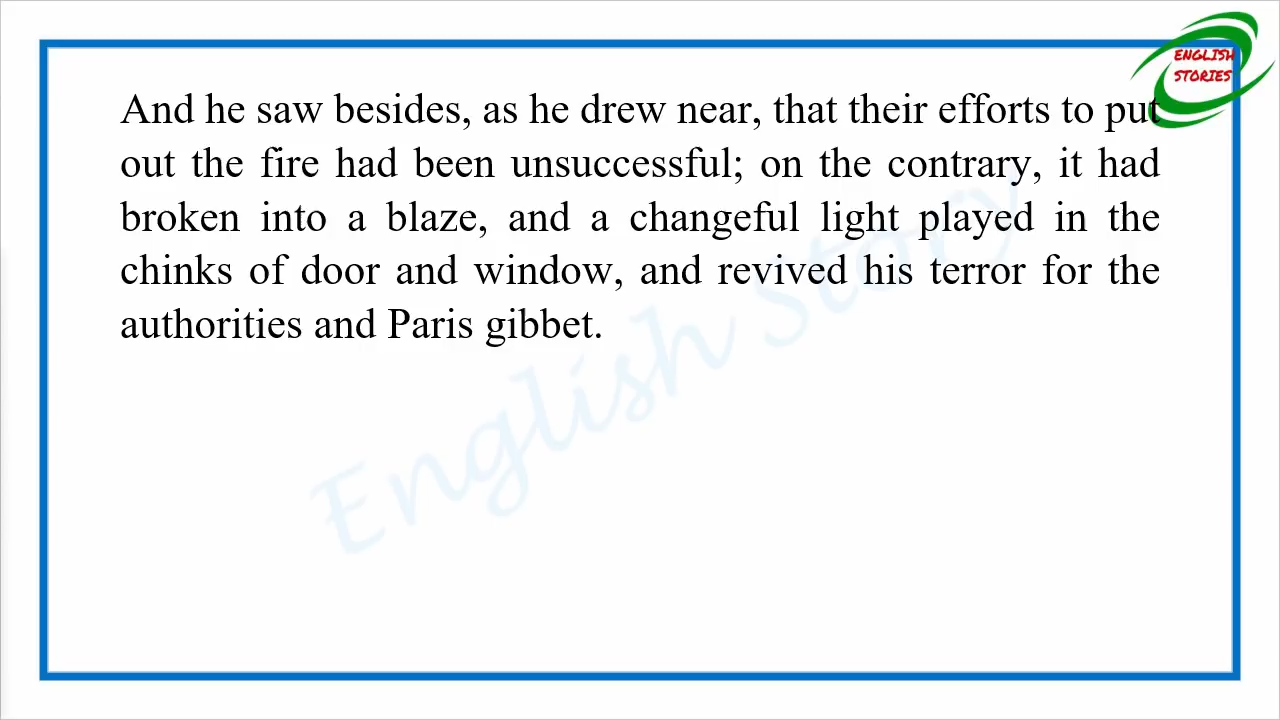 ENGLISH
STORIES
And he saw besides, as he drew near, that their efforts to put
out the fire had been unsuccessful; on the contrary, it had
broken into a blaze, and a changeful light played in the
chinks of door and window, and revived his terror for the
authorities and Paris gibbet.
English Story